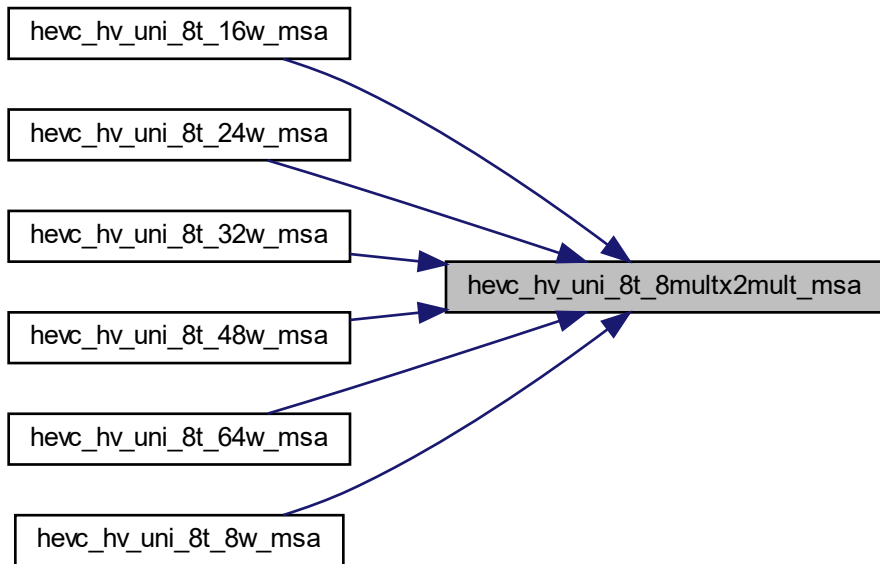 hevc_hv_uni_8t_16w_msa
hevc_hv_uni_8t_24w_msa
hevc_hv_uni_8t_32w_msa
hevc_hv_uni_8t_8multx2mult_msa
hevc_hv_uni_8t_48w_msa
hevc_hv_uni_8t_64w_msa
hevc_hv_uni_8t_8w_msa